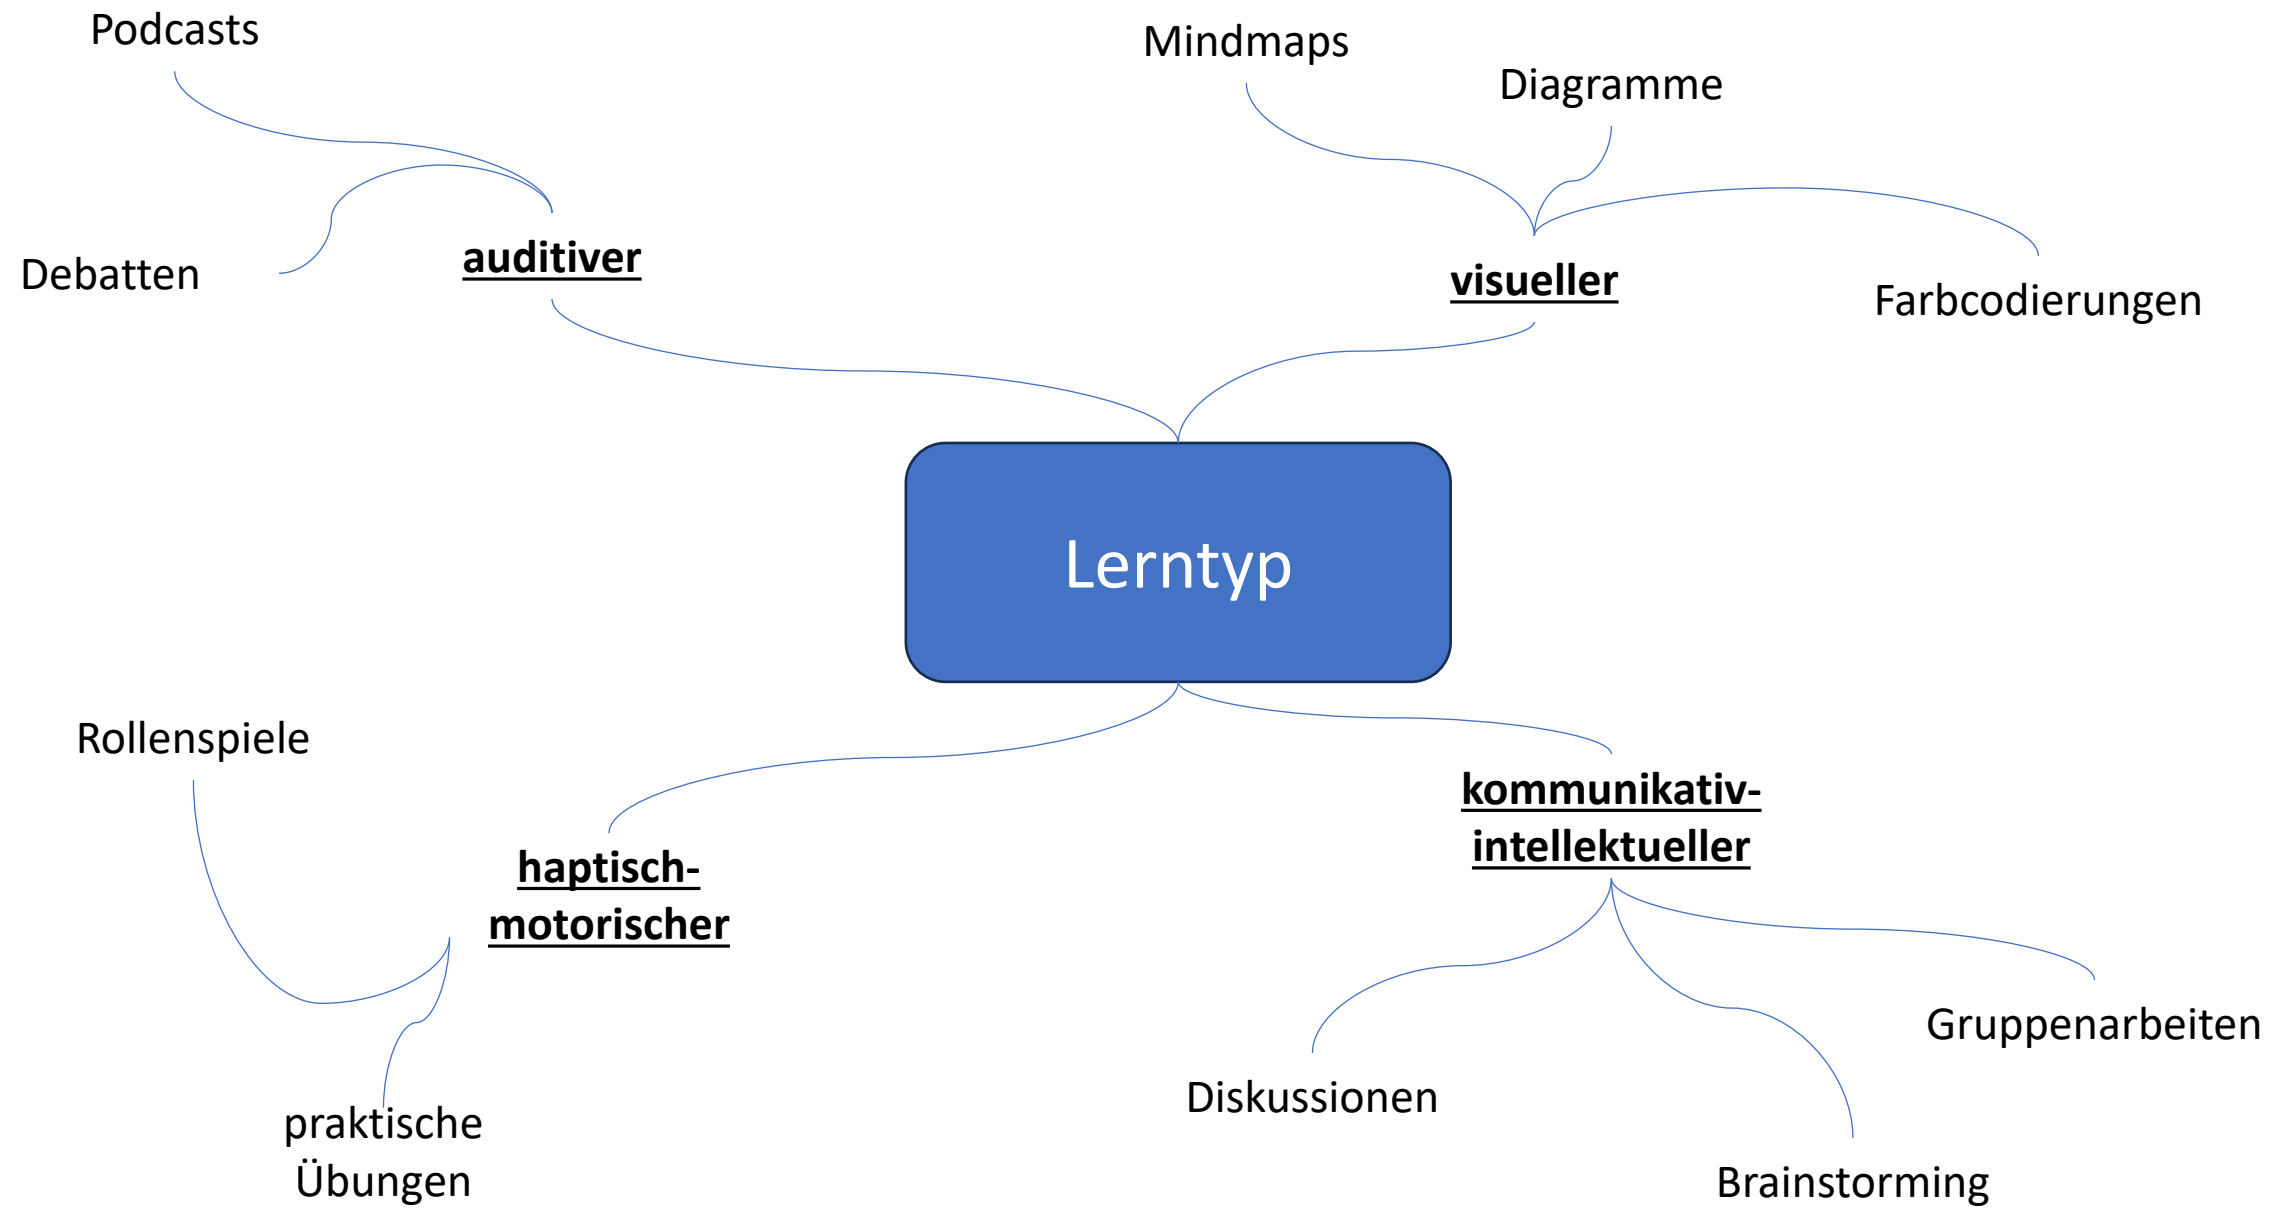 Podcasts
Mindmaps
Diagramme
Debatten
auditiver
visueller
Farbcodierungen
Lerntyp
Rollenspiele
haptisch-
motorischer
praktische
Übungen
kommunikativ-
intellektueller
Diskussionen
Gruppenarbeiten
Brainstorming